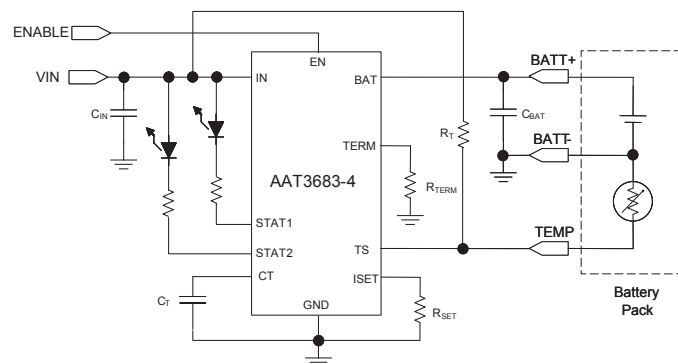 ENABLE
VIN
C_IN
EN
IN
BAT
BATT+
C_BAT
R_T
BATT-
TERM
AAT3683-4
R_TERM
STAT1
STAT2
TS
TEMP
CT
ISET
C_T
GND
R_SET
Battery
Pack